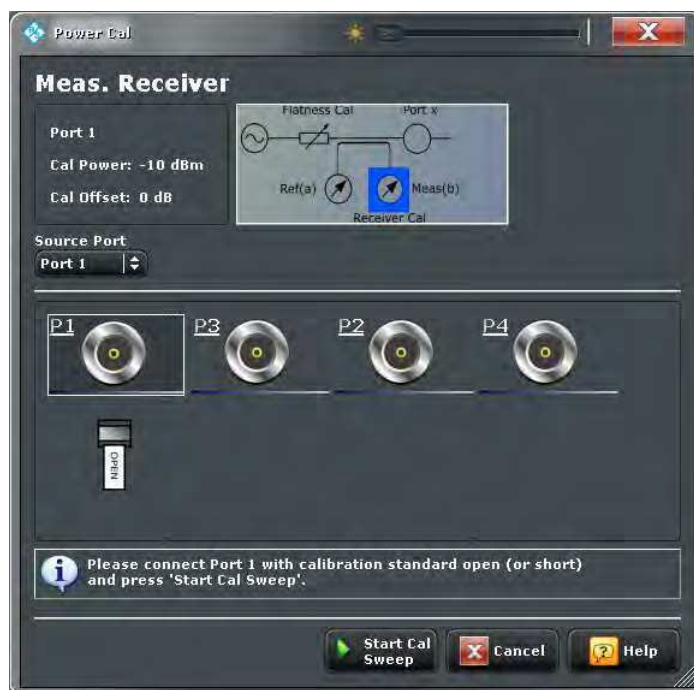 Power Cal
Meas. Receiver
Port 1
Cal Power: -10 dBm
Cal Offset: 0 dB
Flatness Cal
Port x
Ref(a)
Meas(b)
Receiver Cal
Source Port
Port 1
P1
P3
P2
P4
OPEN
Please connect Port 1 with calibration standard open (or short)
and press 'Start Cal Sweep'.
Start Cal
Sweep
Cancel
Help